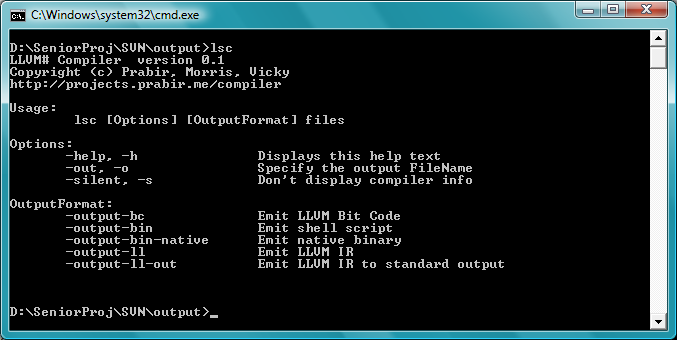 C:\Windows\system32\cmd.exe
D:\SeniorProj\SVN\output>lsc
LLVM# Compiler  version 0.1
Copyright (c) Prabir, Morris, Vicky
http://projects.prabir.me/compiler
Usage:
lsc [Options] [OutputFormat] files
Options:
-help, -h                Displays this help text
-out, -o                 Specify the output FileName
-silent, -s              Don't display compiler info
OutputFormat:
-output-bc               Emit LLVM Bit Code
-output-bin              Emit shell script
-output-bin-native       Emit native binary
-output-ll               Emit LLVM IR
-output-ll-out           Emit LLVM IR to standard output
D:\SeniorProj\SVN\output>_